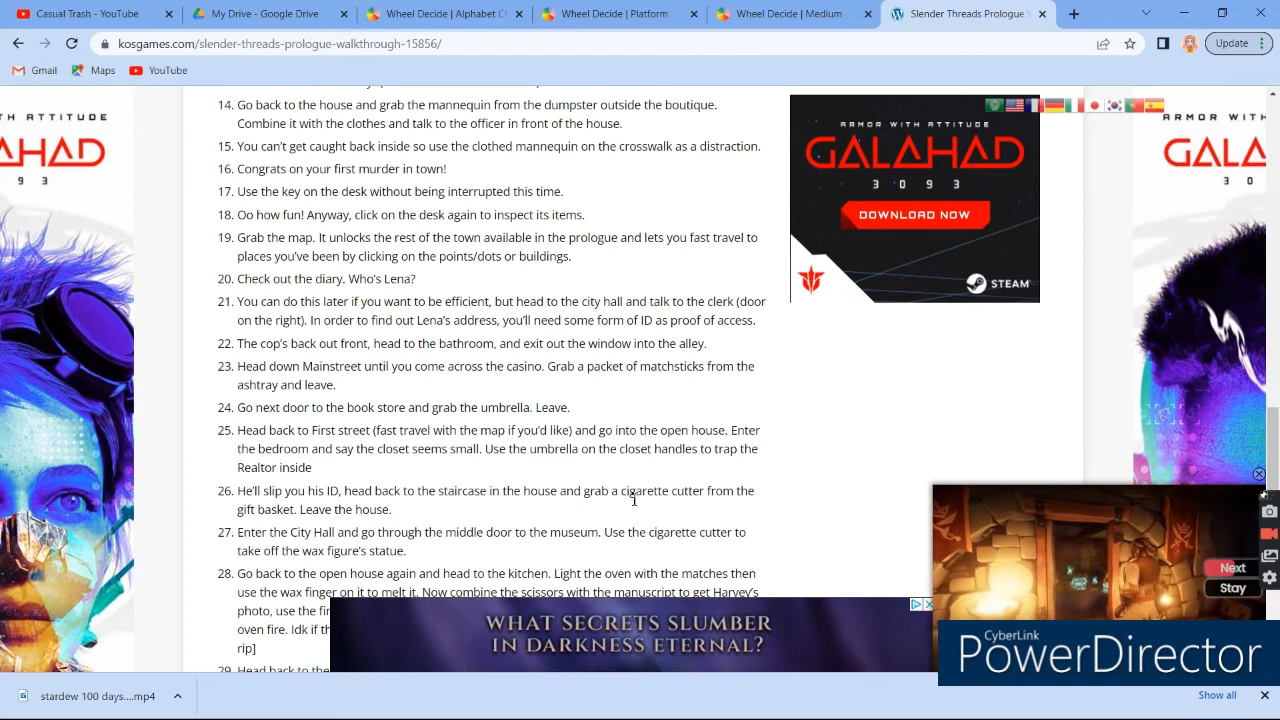 Casual Trash - YouTube
My Drive - Google Drive
Wheel Decide | Alphabet
Wheel Decide | Platform
Wheel Decide | Medium
Slender Threads Prologue
kosgames.com/slender-threads-prologue-walkthrough-15856/
Update
Gmail
Maps
YouTube
14. Go back to the house and grab the mannequin from the dumpster outside the boutique.
Combine it with the clothes and talk to the officer in front of the house.
15. You can't get caught back inside so use the clothed mannequin on the crosswalk as a distraction.
16. Congrats on your first murder in town!
17. Use the key on the desk without being interrupted this time.
18. Oo hoh fan! Anyway, click on the desk again to inspect its items.
19. Grab the map. It unlocks the rest of the town available in the prologue and lets you fast travel to
places you've been by clicking on the points/dots or buildings.
20. Check out the diary. Who's Lena?
21. You can do this later if you want to be efficient, but head to the city hall and talk to the clerk (door
on the right). In order to find out Lena's address, you'll need some form of ID as proof of access.
22. The cop's back out front, head to the bathroom, and exit out the window into the alley.
23. Head down Mainstreet until you come across the casino. Grab a packet of matchsticks from the
ashtray and leave.
24. Go next door to the book store and grab the umbrella. Leave.
25. Head back to First street (fast travel with the map if you'd like) and go into the open house. Enter
the bedroom and say the closet seems small. Use the umbrella on the closet handles to trap the
Realtor inside
26. He'll slip you his ID, head back to the staircase in the house and grab a cigarette cutter from the
gift basket. Leave the house.
27. Enter the City Hall and go through the middle door to the museum. Use the cigarette cutter to
take off the wax figure's statue.
28. Go back to the open house again and head to the kitchen. Light the oven with the matches then
use the wax finger on it to
Now combine the
with the manuscript to get Harvey's
photo, use the
oven fire. Idk if
rip]
29. Head back to the
H ATTITUDE
AHAD
93
ARMOR WITH ATTITUDE
GALAHAD
3093
DOWNLOAD NOW
STEAM
ARMOR WITH
GALA
3 0
Next
Stay
WHAT SECRETS SLUMBER
IN DARKNESS ETERNAL?
CyberLink
PowerDirector
stardew 100 days....mp4
Show all